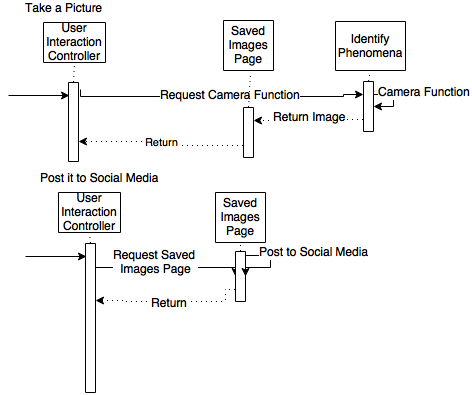 Take a Picture
User
Interaction
Controller
Saved
Images
Page
Identify
Phenomena
Request Camera Function
Camera Function
Return Image
Return
Post it to Social Media
User
Interaction
Controller
Saved
Images
Page
Request Saved
Images Page
Post to Social Media
Return